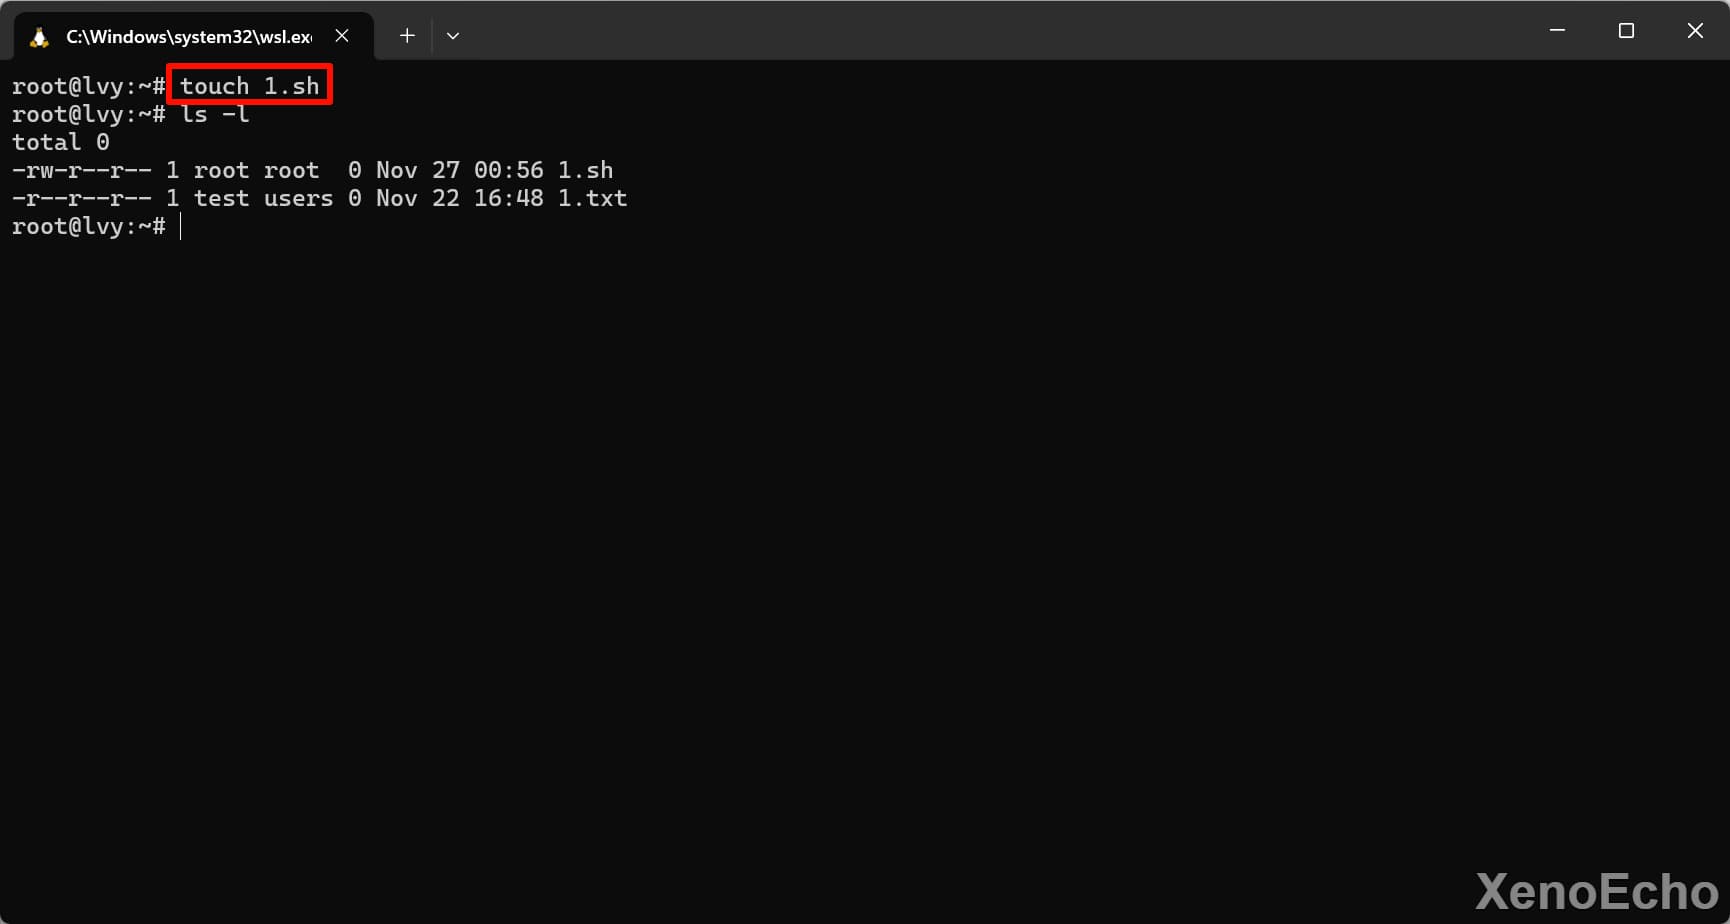 C:\Windows\system32\wsl.exe
root@lvy:~# touch 1.sh
root@lvy:~# ls -l
total 0
-rw-r--r-- 1 root root  0 Nov 27 00:56 1.sh
-r--r--r-- 1 test users 0 Nov 22 16:48 1.txt
root@lvy:~#
XenoEcho